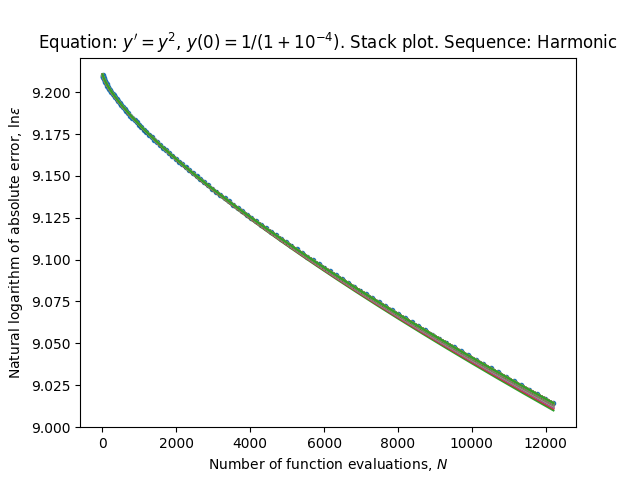 Equation: y′ = y², y(0) = 1/(1 + 10⁻⁴). Stack plot. Sequence: Harmonic
Natural logarithm of absolute error, lnε
9.200
9.175
9.150
9.125
9.100
9.075
9.050
9.025
9.000
0 2000 4000 6000 8000 10000 12000
Number of function evaluations, N